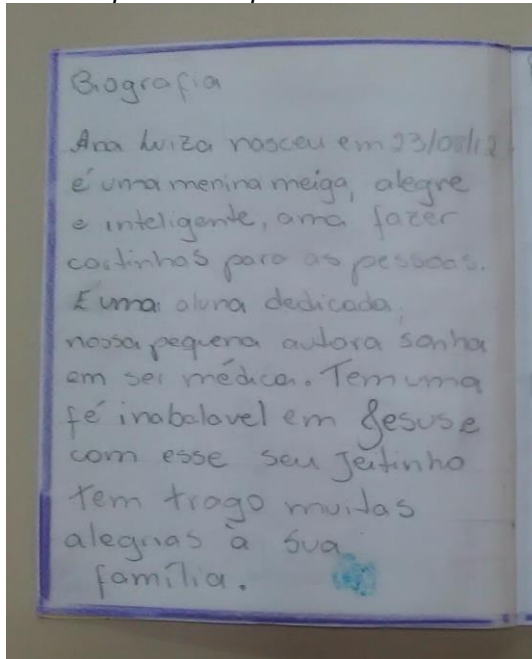 Biografia
Ana Luiza nasceu em 23/08/12
é uma menina meiga, alegre
e inteligente, ama fazer
cartinhas para as pessoas.
E uma aluna dedicada,
nossa pequena autora sonha
em ser médica. Tem uma
fé inabalavel em Jesus e
com esse seu Jeitinho
tem trago muitas
alegrias à sua
família.